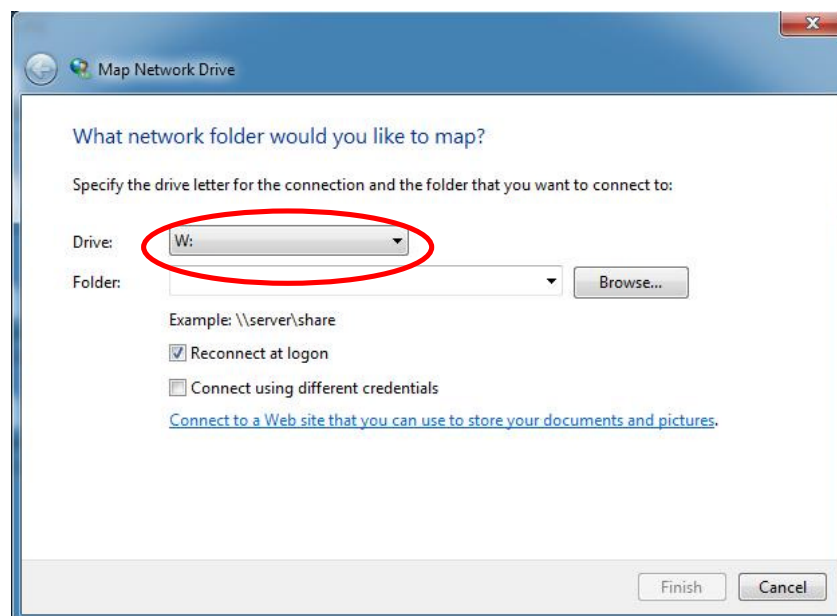 Map Network Drive
What network folder would you like to map?
Specify the drive letter for the connection and the folder that you want to connect to:
Drive: W:
Folder: Browse...
Example: \\server\share
Reconnect at logon
Connect using different credentials
Connect to a Web site that you can use to store your documents and pictures.
Finish Cancel